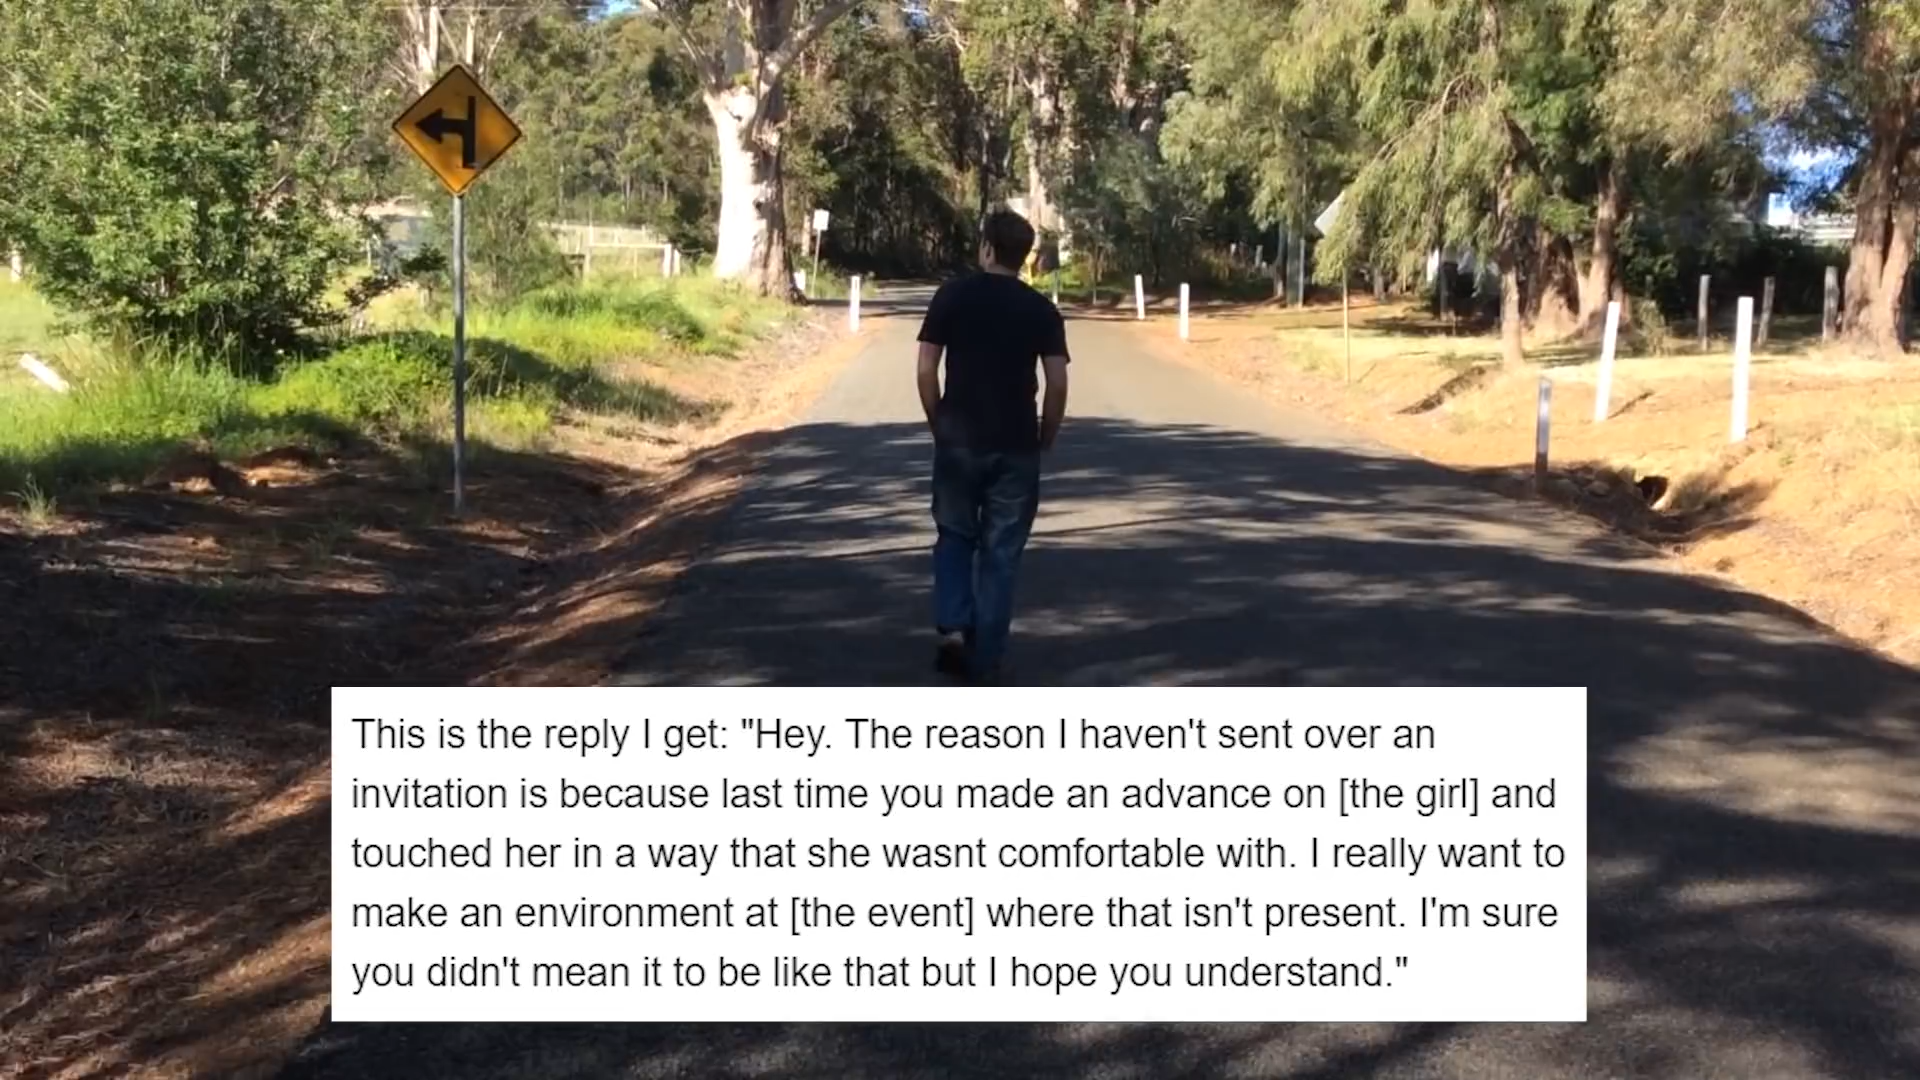 This is the reply I get: "Hey. The reason I haven't sent over an
invitation is because last time you made an advance on [the girl] and
touched her in a way that she wasnt comfortable with. I really want to
make an environment at [the event] where that isn't present. I'm sure
you didn't mean it to be like that but I hope you understand."